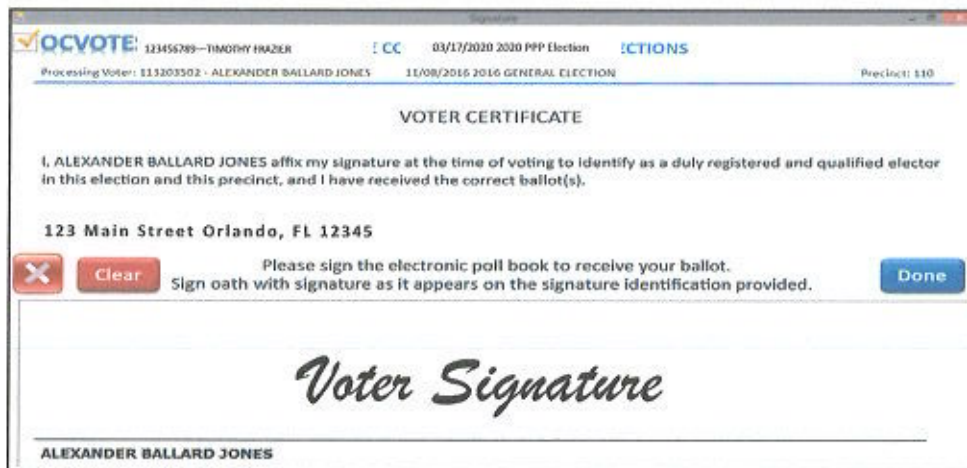 Signature
OCVOTE: 123456789—TIMOTHY FRAZIER : CC 03/17/2020 2020 PPP Election ECTIONS
Processing Voter: 113203502 - ALEXANDER BALLARD JONES 11/08/2016 2016 GENERAL ELECTION Precinct: 110
VOTER CERTIFICATE
I, ALEXANDER BALLARD JONES affix my signature at the time of voting to identify as a duly registered and qualified elector
in this election and this precinct, and I have received the correct ballot(s).
123 Main Street Orlando, FL 12345
Clear Please sign the electronic poll book to receive your ballot. Done
Sign oath with signature as it appears on the signature identification provided.
Voter Signature
ALEXANDER BALLARD JONES